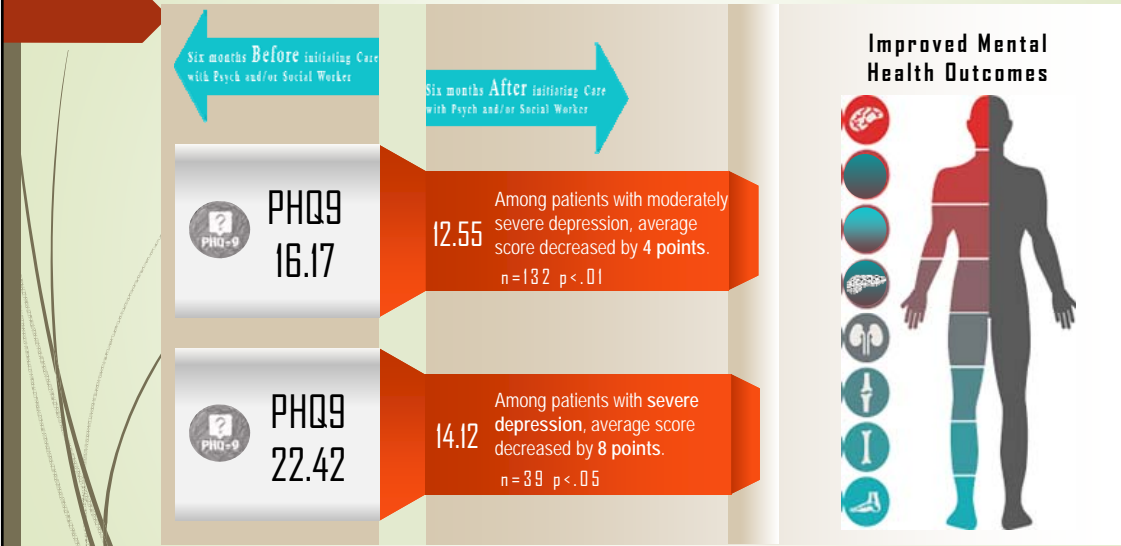 Six months Before initiating Care
with Psych and/or Social Worker
Six months After initiating Care
with Psych and/or Social Worker
Improved Mental
Health Outcomes
?
PHQ-9
PHQ9
16.17
12.55
Among patients with moderately
severe depression, average
score decreased by 4 points.
n=132 p<.01
?
PHQ-9
PHQ9
22.42
14.12
Among patients with severe
depression, average score
decreased by 8 points.
n=39 p<.05